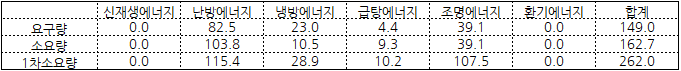 신재생에너지 난방에너지 냉방에너지 급탕에너지 조명에너지 환기에너지 합계
요구량 0.0 82.5 23.0 4.4 39.1 0.0 149.0
소요량 0.0 103.8 10.5 9.3 39.1 0.0 162.7
1차소요량 0.0 115.4 28.9 10.2 107.5 0.0 262.0